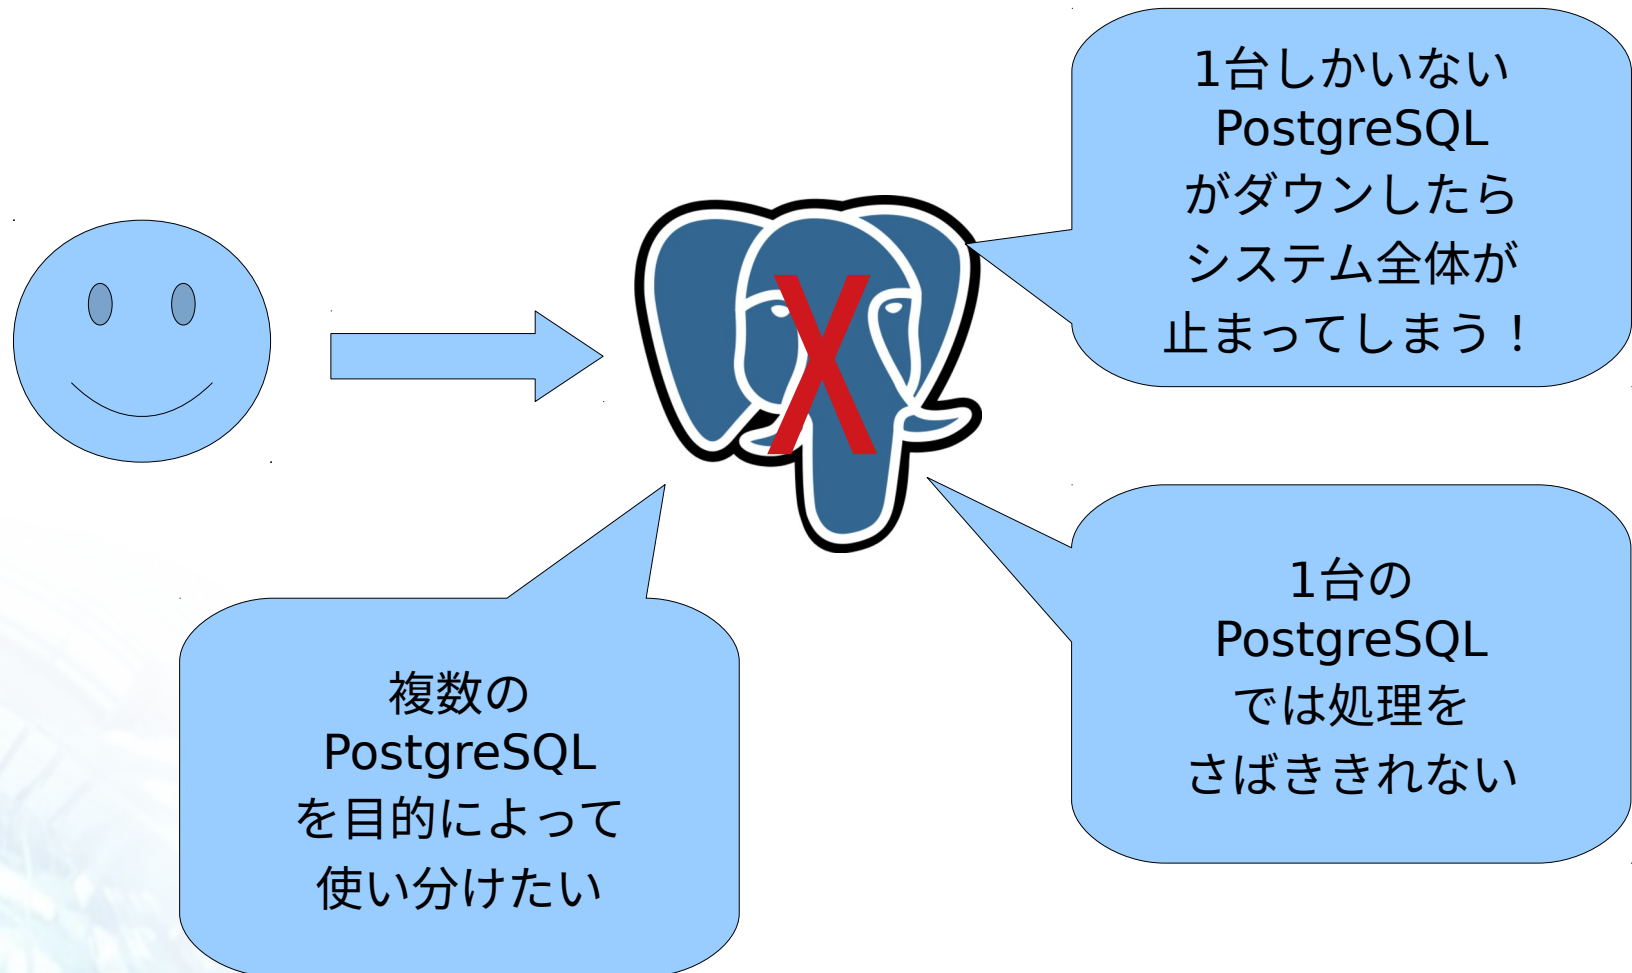 1台しかいない
PostgreSQL
がダウンしたら
システム全体が
止まってしまう！
X
1台の
PostgreSQL
では処理を
さばききれない
複数の
PostgreSQL
を目的によって
使い分けたい